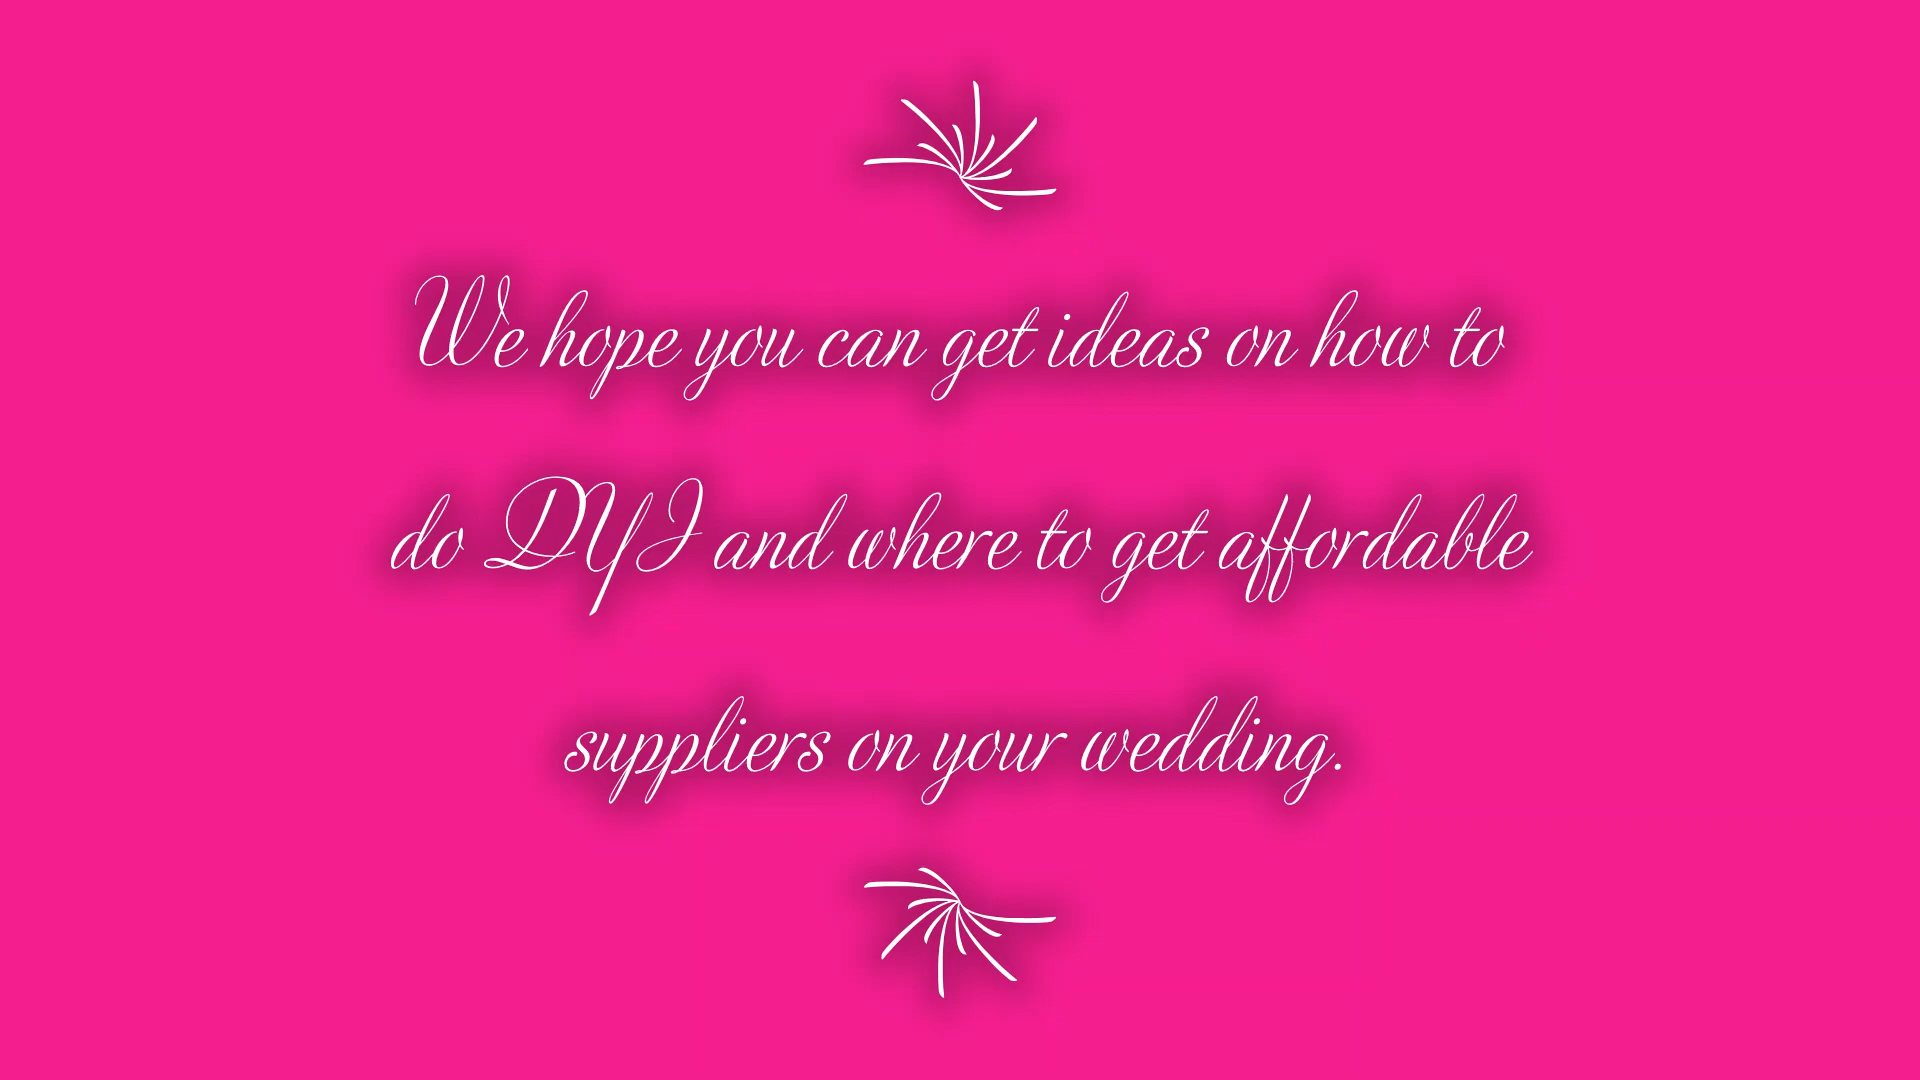 We hope you can get ideas on how to
do DYI and where to get affordable
suppliers on your wedding.